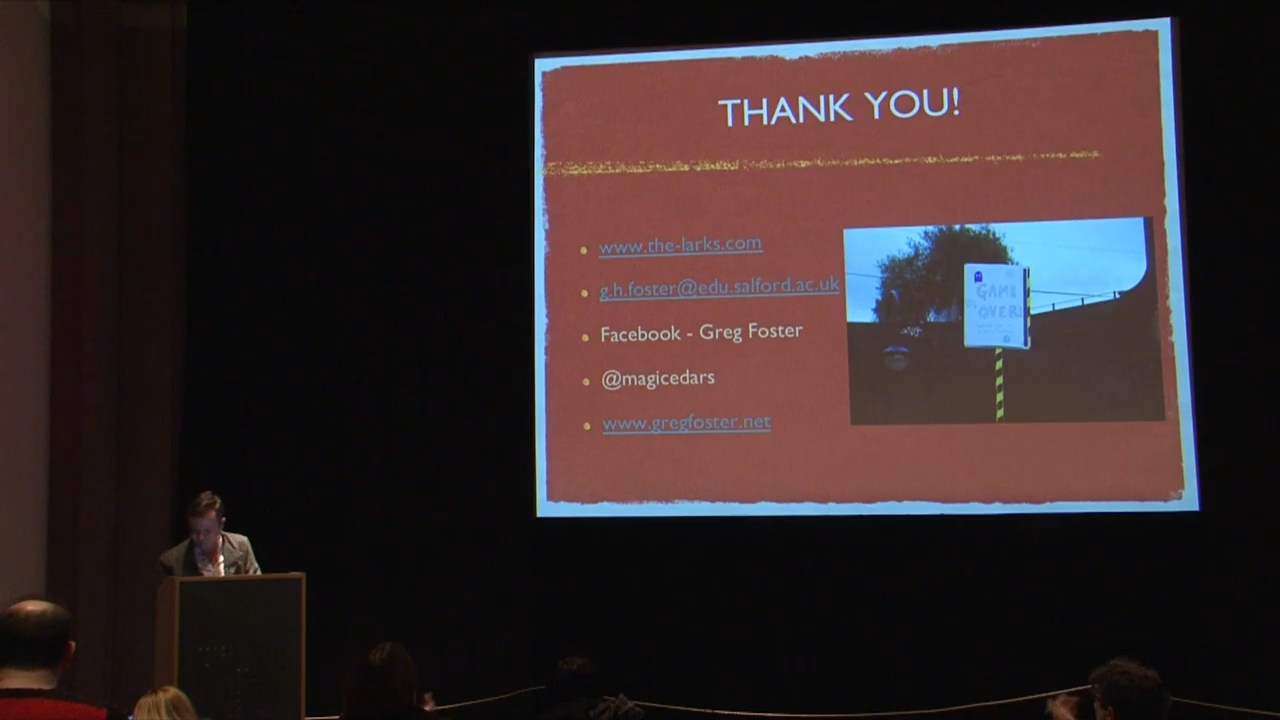 THANK YOU!
www.the-larks.com
g.h.foster@edu.salford.ac.uk
Facebook - Greg Foster
@magicedars
www.gregfoster.net
GAME
OVER!